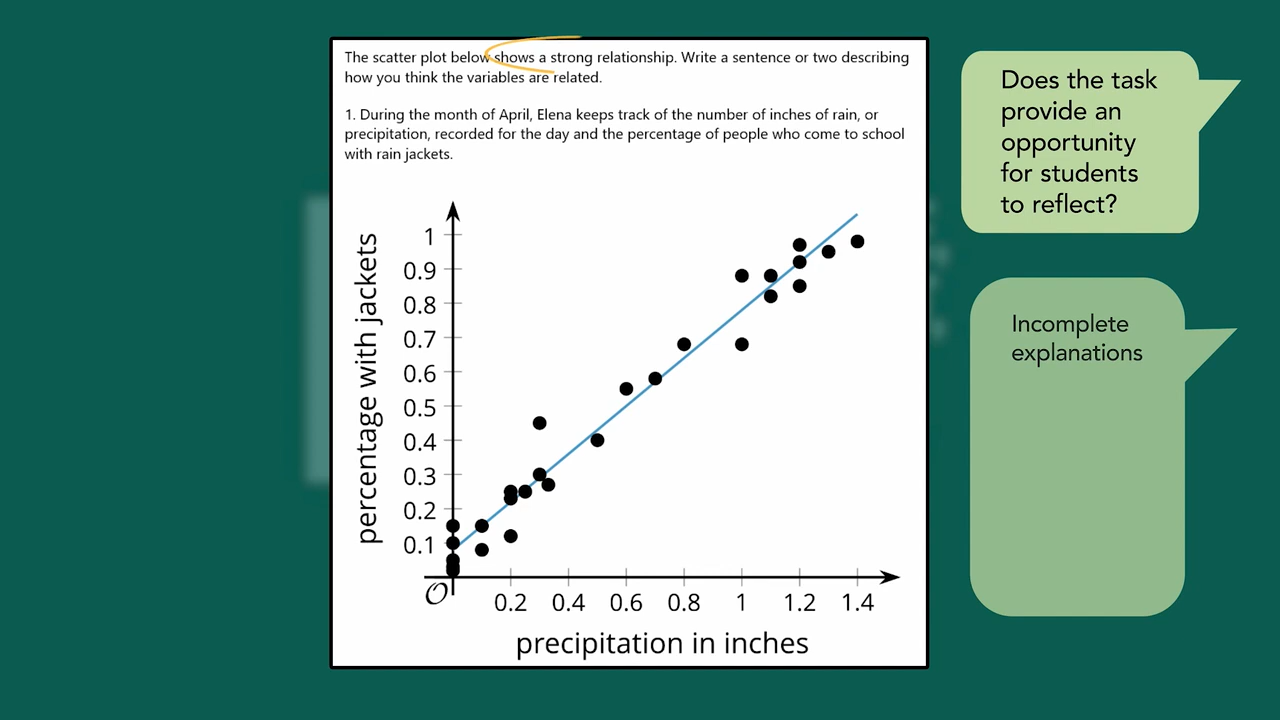 The scatter plot below shows a strong relationship. Write a sentence or two describing
how you think the variables are related.
1. During the month of April, Elena keeps track of the number of inches of rain, or
precipitation, recorded for the day and the percentage of people who come to school
with rain jackets.
percentage with jackets
1
0.9
0.8
0.7
0.6
0.5
0.4
0.3
0.2
0.1
O
0.2 0.4 0.6 0.8 1 1.2 1.4
precipitation in inches
Does the task
provide an
opportunity
for students
to reflect?
Incomplete
explanations